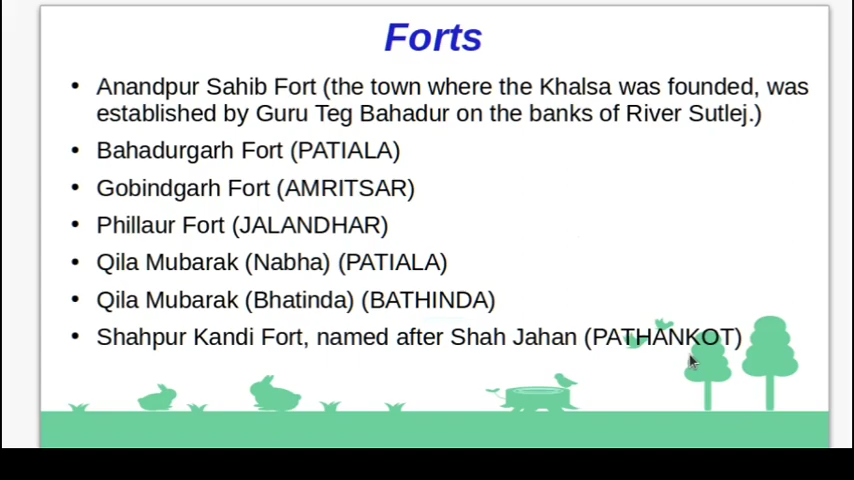 Forts
• Anandpur Sahib Fort (the town where the Khalsa was founded, was
established by Guru Teg Bahadur on the banks of River Sutlej.)
• Bahadurgarh Fort (PATIALA)
• Gobindgarh Fort (AMRITSAR)
• Phillaur Fort (JALANDHAR)
• Qila Mubarak (Nabha) (PATIALA)
• Qila Mubarak (Bhatinda) (BATHINDA)
• Shahpur Kandi Fort, named after Shah Jahan (PATHANKOT)